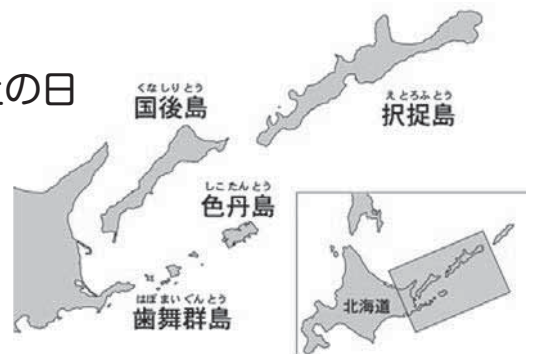 の日
くなしりとう
国後島
えとろふとう
択捉島
しこたんとう
色丹島
はぼまいぐんとう
歯舞群島
北海道